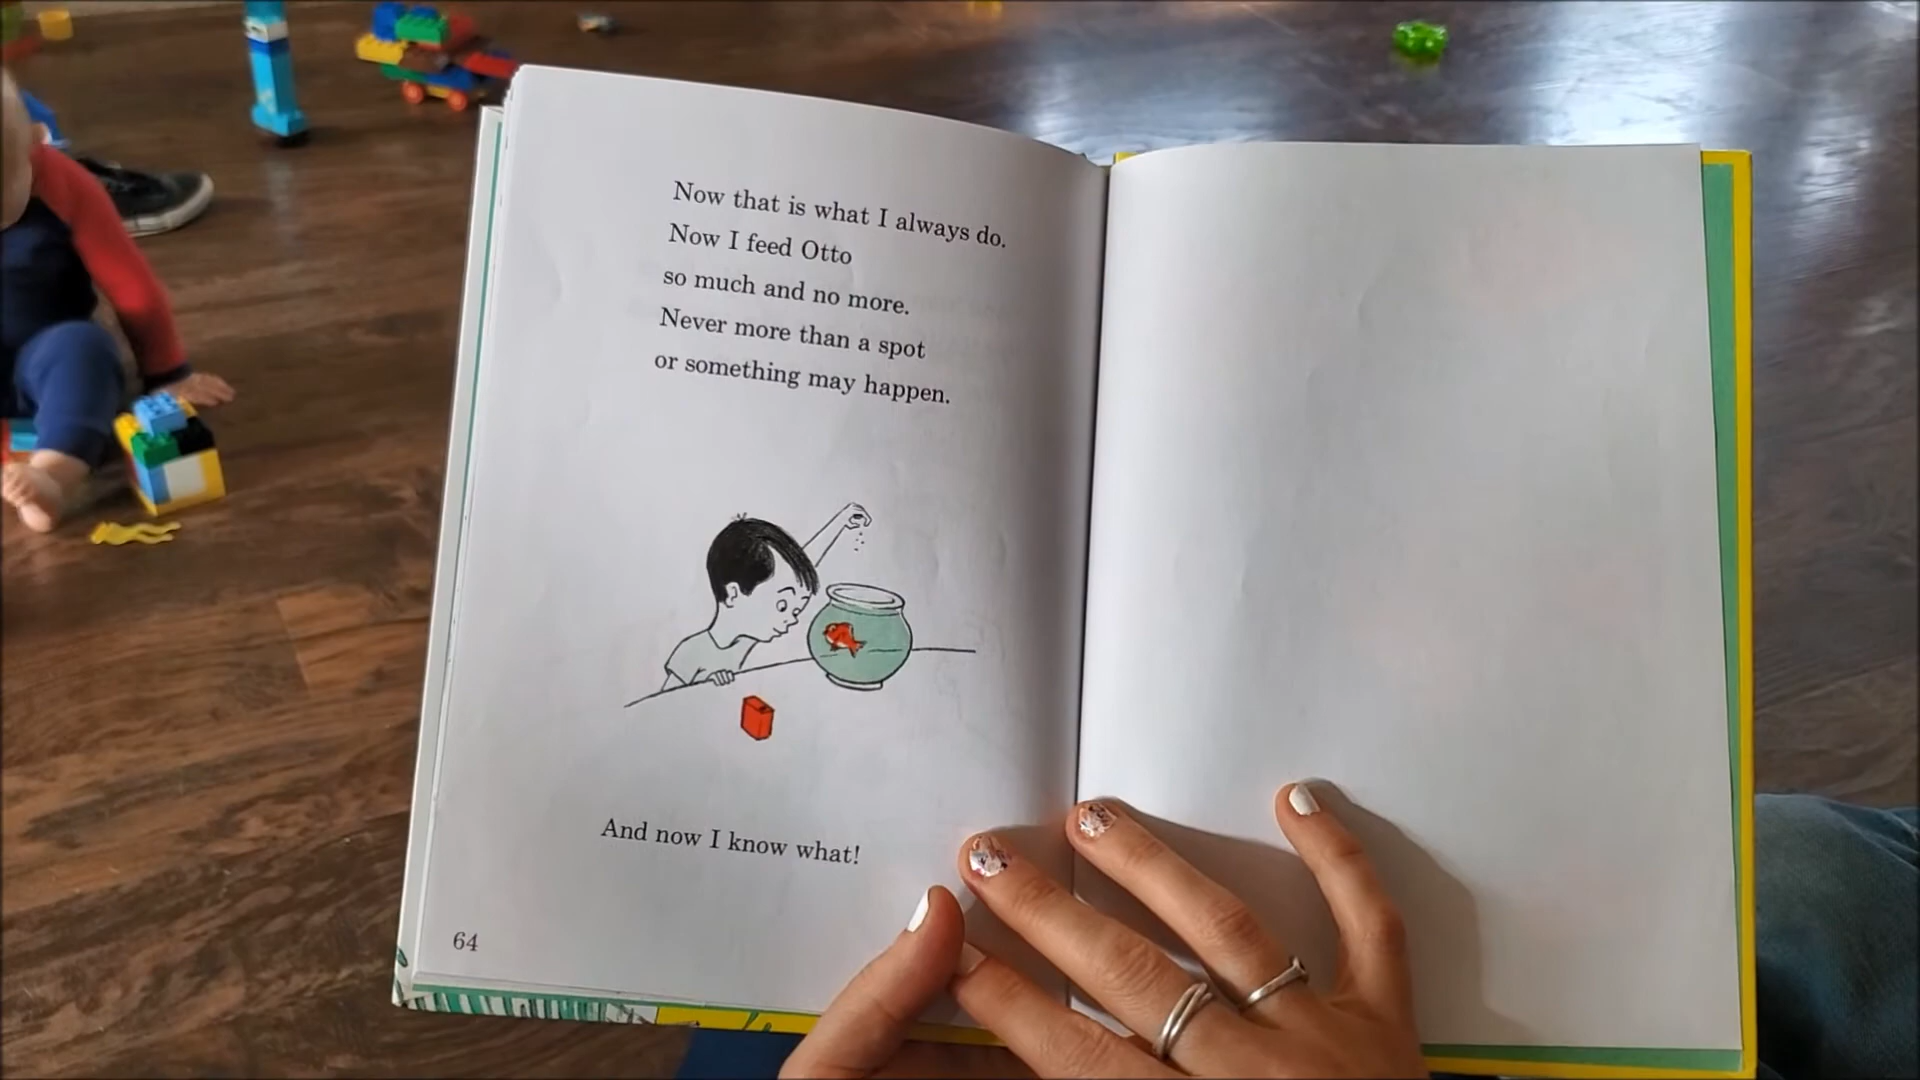 Now that is what I always do.
Now I feed Otto
so much and no more.
Never more than a spot
or something may happen.
And now I know what!
64